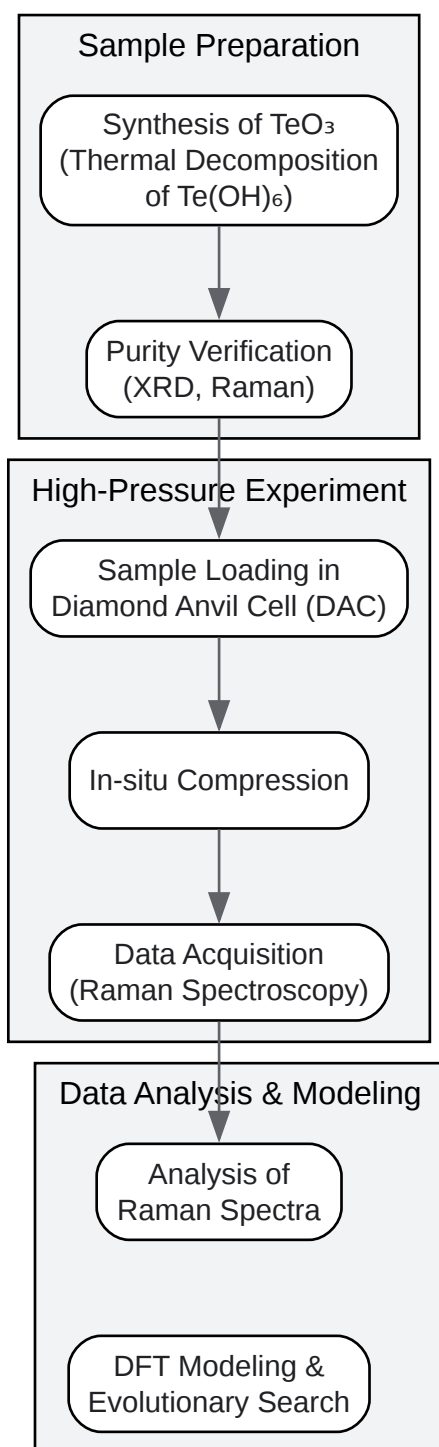 Sample Preparation
Synthesis of TeO₃
(Thermal Decomposition
of Te(OH)₆)
Purity Verification
(XRD, Raman)
High-Pressure Experiment
Sample Loading in
Diamond Anvil Cell (DAC)
In-situ Compression
Data Acquisition
(Raman Spectroscopy)
Data Analysis & Modeling
Analysis of
Raman Spectra
DFT Modeling &
Evolutionary Search